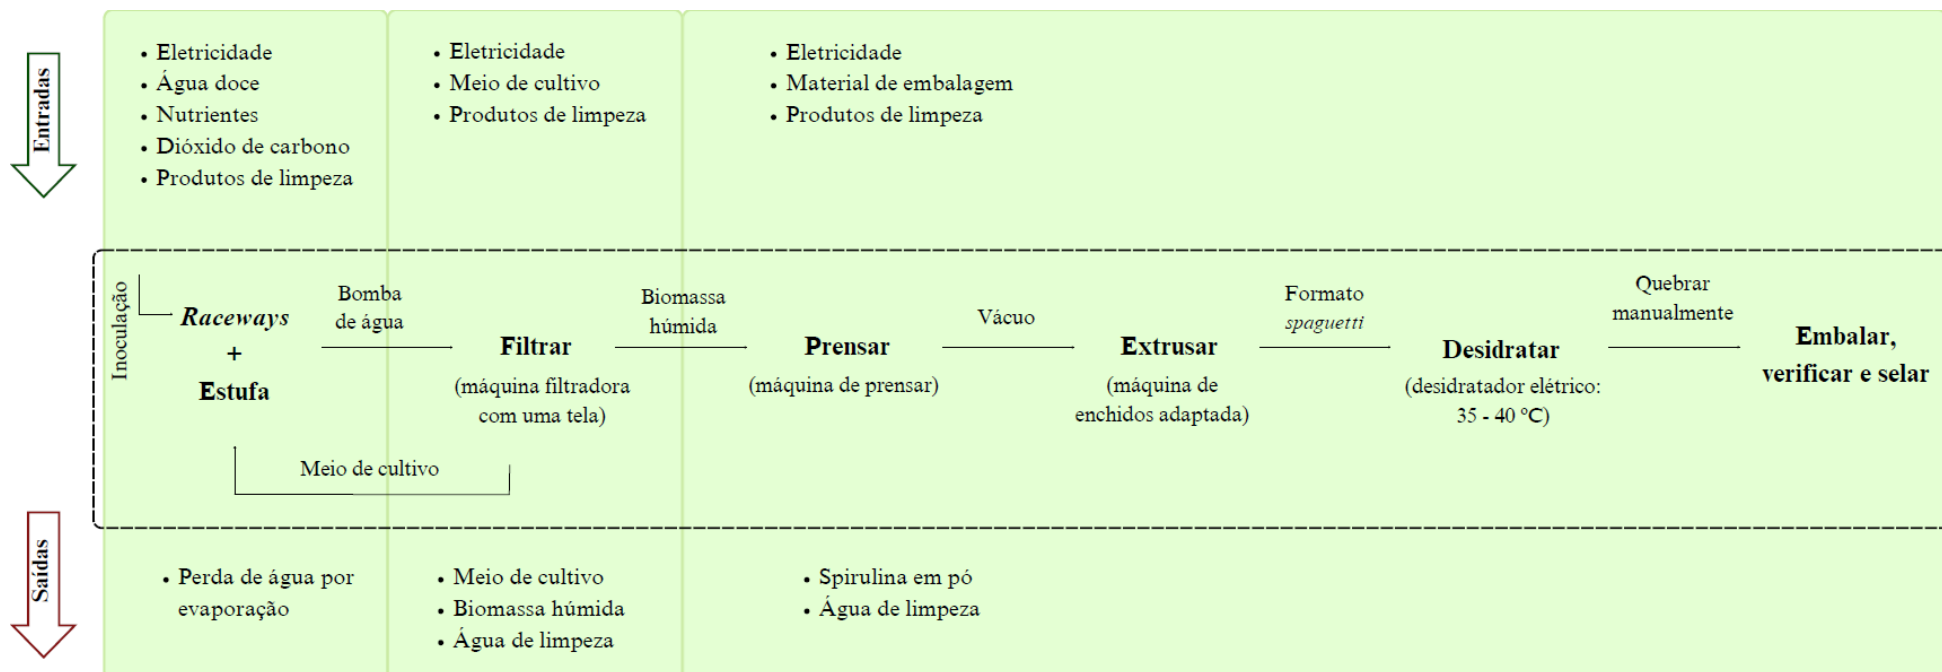 Entradas
• Eletricidade
• Água doce
• Nutrientes
• Dióxido de carbono
• Produtos de limpeza
• Eletricidade
• Meio de cultivo
• Produtos de limpeza
• Eletricidade
• Material de embalagem
• Produtos de limpeza
Inoculação
Raceways
+
Estufa
Bomba
de água
Filtrar
(máquina filtradora
com uma tela)
Meio de cultivo
Biomassa
húmida
Prensar
(máquina de prensar)
Vácuo
Extrusar
(máquina de
enchidos adaptada)
Formato
spaguetti
Desidratar
(desidratador elétrico:
35 - 40 ºC)
Quebrar
manualmente
Embalar,
verificar e selar
Saídas
• Perda de água por
evaporação
• Meio de cultivo
• Biomassa húmida
• Água de limpeza
• Spirulina em pó
• Água de limpeza